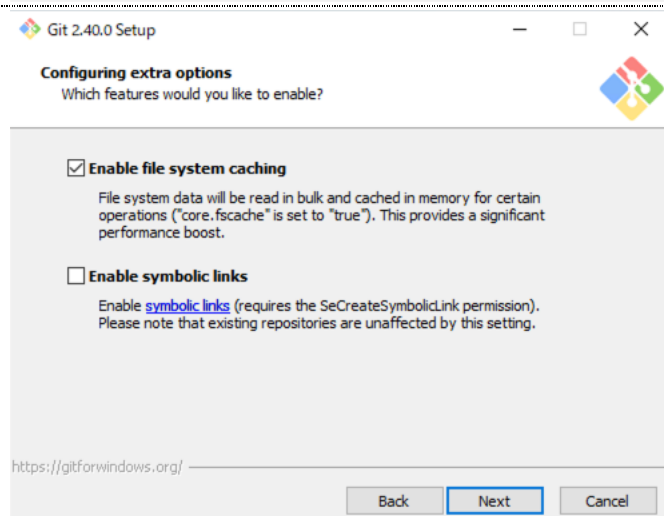 Git 2.40.0 Setup
Configuring extra options
Which features would you like to enable?
Enable file system caching
File system data will be read in bulk and cached in memory for certain
operations ("core.fscache" is set to "true"). This provides a significant
performance boost.
Enable symbolic links
Enable symbolic links (requires the SeCreateSymbolicLink permission).
Please note that existing repositories are unaffected by this setting.
https://gitforwindows.org/
Back Next Cancel